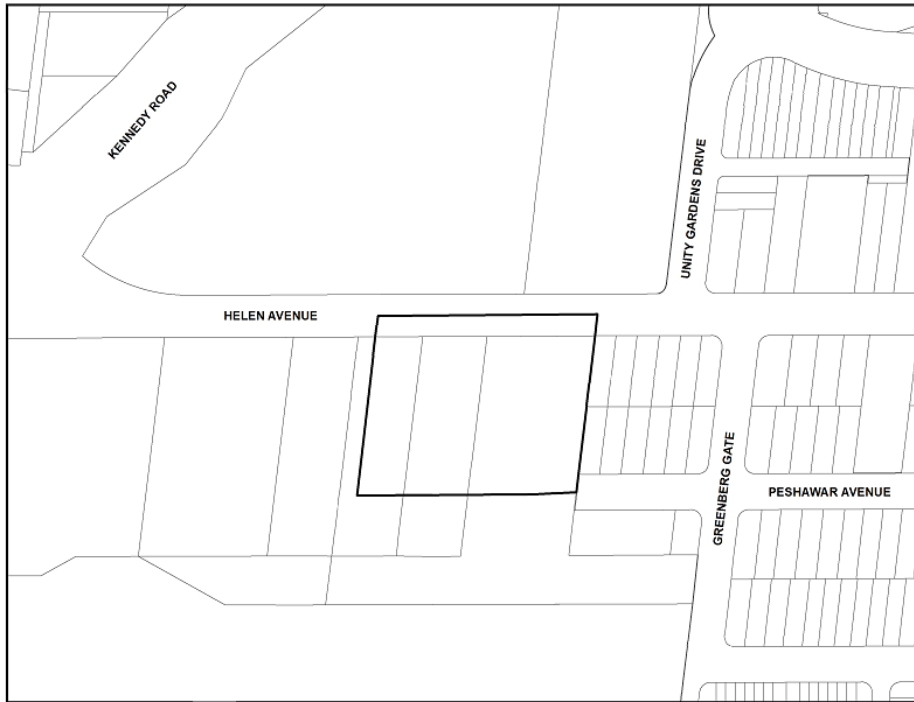 KENNEDY ROAD
UNITY GARDENS DRIVE
HELEN AVENUE
GREENBERG GATE
PESHAWAR AVENUE